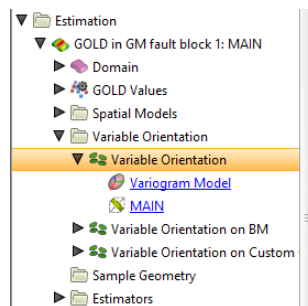 Estimation
GOLD in GM fault block 1: MAIN
Domain
GOLD Values
Spatial Models
Variable Orientation
Variable Orientation
Variogram Model
MAIN
Variable Orientation on BM
Variable Orientation on Custom
Sample Geometry
Estimators